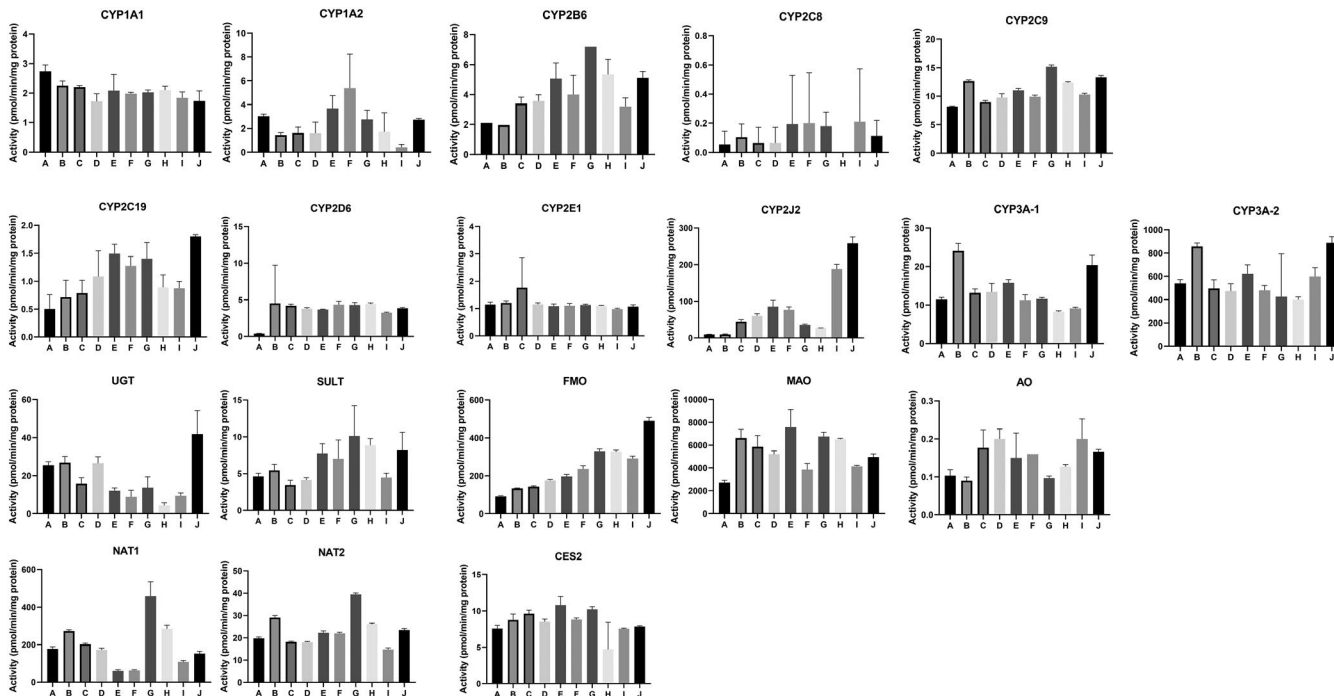 CYP1A1
Activity (pmol/min/mg protein)
4
3
2
1
0
A B C D E F G H I J
CYP1A2
Activity (pmol/min/mg protein)
10
8
6
4
2
0
A B C D E F G H I J
CYP2B6
Activity (pmol/min/mg protein)
8
6
4
2
0
A B C D E F G H I J
CYP2C8
Activity (pmol/min/mg protein)
0.8
0.6
0.4
0.2
0.0
A B C D E F G H I J
CYP2C9
Activity (pmol/min/mg protein)
20
15
10
5
0
A B C D E F G H I J
CYP2C19
Activity (pmol/min/mg protein)
2.0
1.5
1.0
0.5
0.0
A B C D E F G H I J
CYP2D6
Activity (pmol/min/mg protein)
15
10
5
0
A B C D E F G H I J
CYP2E1
Activity (pmol/min/mg protein)
4
3
2
1
0
A B C D E F G H I J
CYP2J2
Activity (pmol/min/mg protein)
300
200
100
0
A B C D E F G H I J
CYP3A-1
Activity (pmol/min/mg protein)
30
20
10
0
A B C D E F G H I J
CYP3A-2
Activity (pmol/min/mg protein)
1000
800
600
400
200
0
A B C D E F G H I J
UGT
Activity (pmol/min/mg protein)
60
40
20
0
A B C D E F G H I J
SULT
Activity (pmol/min/mg protein)
15
10
5
0
A B C D E F G H I J
FMO
Activity (pmol/min/mg protein)
600
400
200
0
A B C D E F G H I J
MAO
Activity (pmol/min/mg protein)
10000
8000
6000
4000
2000
0
A B C D E F G H I J
AO
Activity (pmol/min/mg protein)
0.3
0.2
0.1
0.0
A B C D E F G H I J
NAT1
Activity (pmol/min/mg protein)
600
400
200
0
A B C D E F G H I J
NAT2
Activity (pmol/min/mg protein)
50
40
30
20
10
0
A B C D E F G H I J
CES2
Activity (pmol/min/mg protein)
15
10
5
0
A B C D E F G H I J